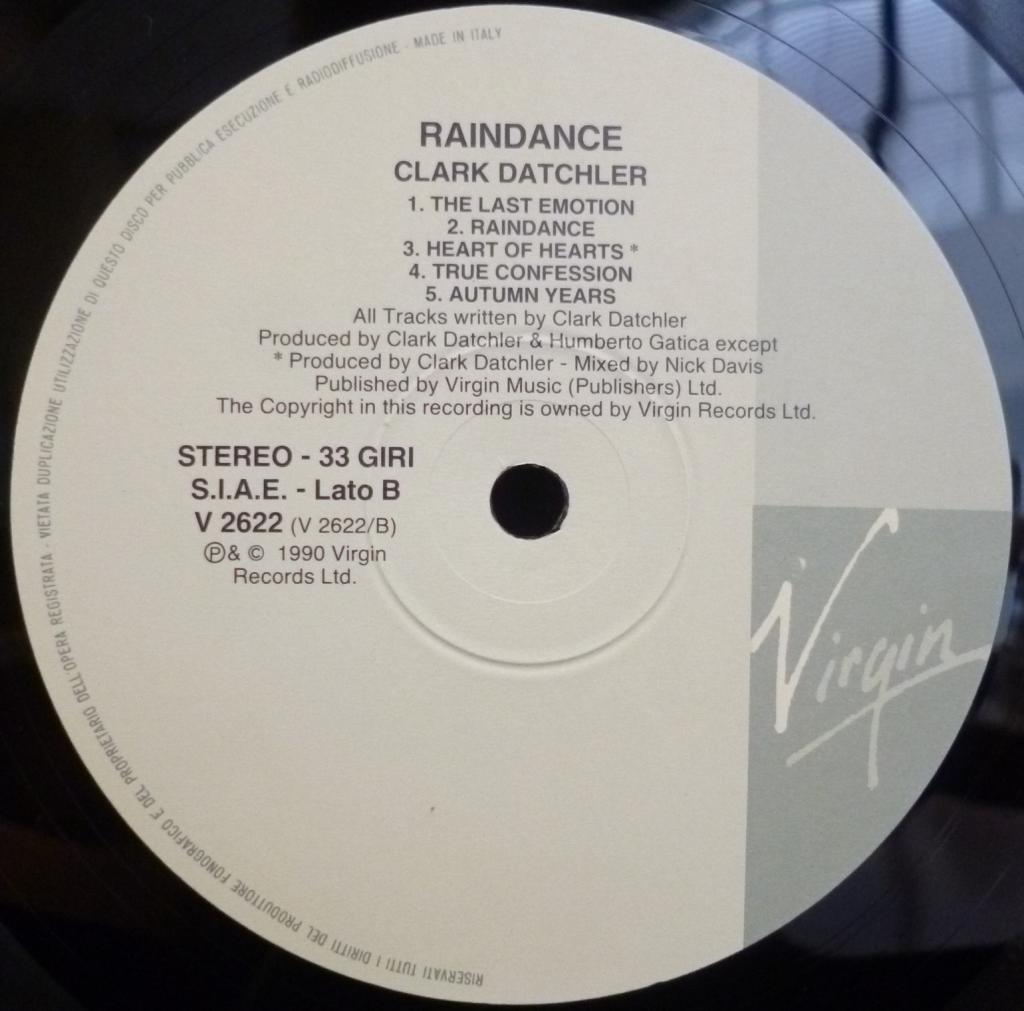 RAINDANCE
CLARK DATCHLER
1. THE LAST EMOTION
2. RAINDANCE
3. HEART OF HEARTS *
4. TRUE CONFESSION
5. AUTUMN YEARS
All Tracks written by Clark Datchler
Produced by Clark Datchler & Humberto Gatica except
* Produced by Clark Datchler - Mixed by Nick Davis
Published by Virgin Music (Publishers) Ltd.
The Copyright in this recording is owned by Virgin Records Ltd.
STEREO - 33 GIRI
S.I.A.E. - Lato B
V 2622 (V 2622/B)
Ⓟ& © 1990 Virgin
Records Ltd.
Virgin
RISERVATI TUTTI I DIRITTI DEL PRODUTTORE FONOGRAFICO E DEL PROPRIETARIO DELL'OPERA REGISTRATA - VIETATA DUPLICAZIONE UTILIZZAZIONE DI QUESTO DISCO PER PUBBLICA ESECUZIONE E RADIODIFFUSIONE - MADE IN ITALY